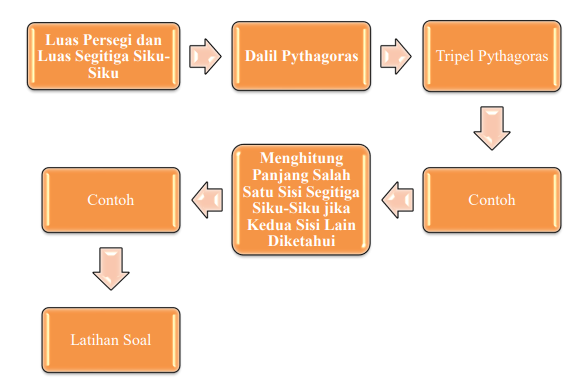 Luas Persegi dan
Luas Segitiga Siku-
Siku
Dalil Pythagoras
Tripel Pythagoras
Contoh
Menghitung
Panjang Salah
Satu Sisi Segitiga
Siku-Siku jika
Kedua Sisi Lain
Diketahui
Contoh
Latihan Soal